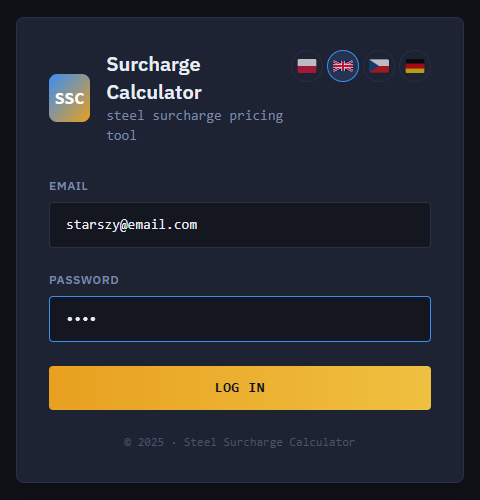 SSC
Surcharge
Calculator
steel surcharge pricing
tool
EMAIL
starszy@email.com
PASSWORD
••••
LOG IN
© 2025 · Steel Surcharge Calculator